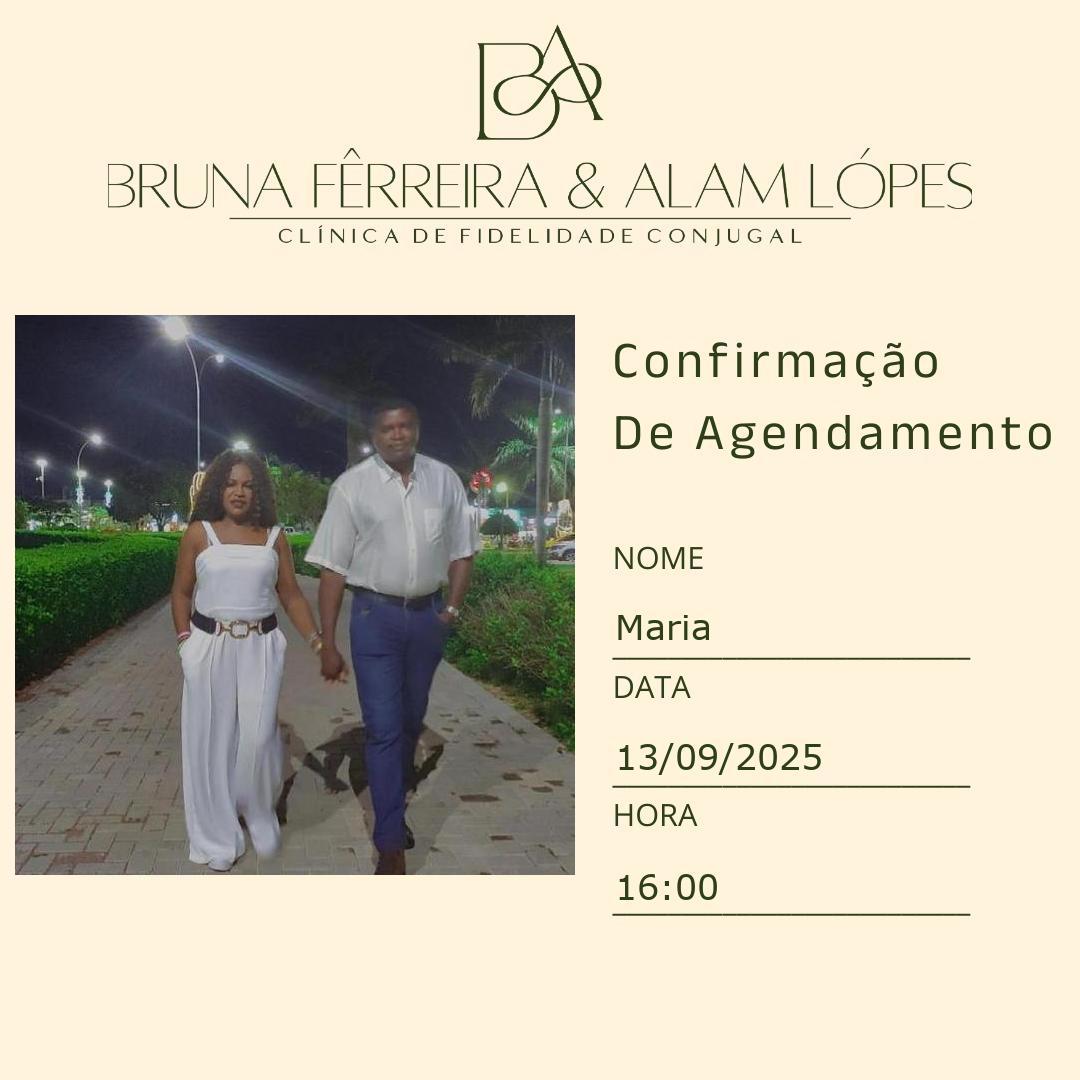 BA
BRUNA FÊRREIRA & ALAM LÓPES
CLÍNICA DE FIDELIDADE CONJUGAL
Confirmação
De Agendamento
NOME
Maria
DATA
13/09/2025
HORA
16:00